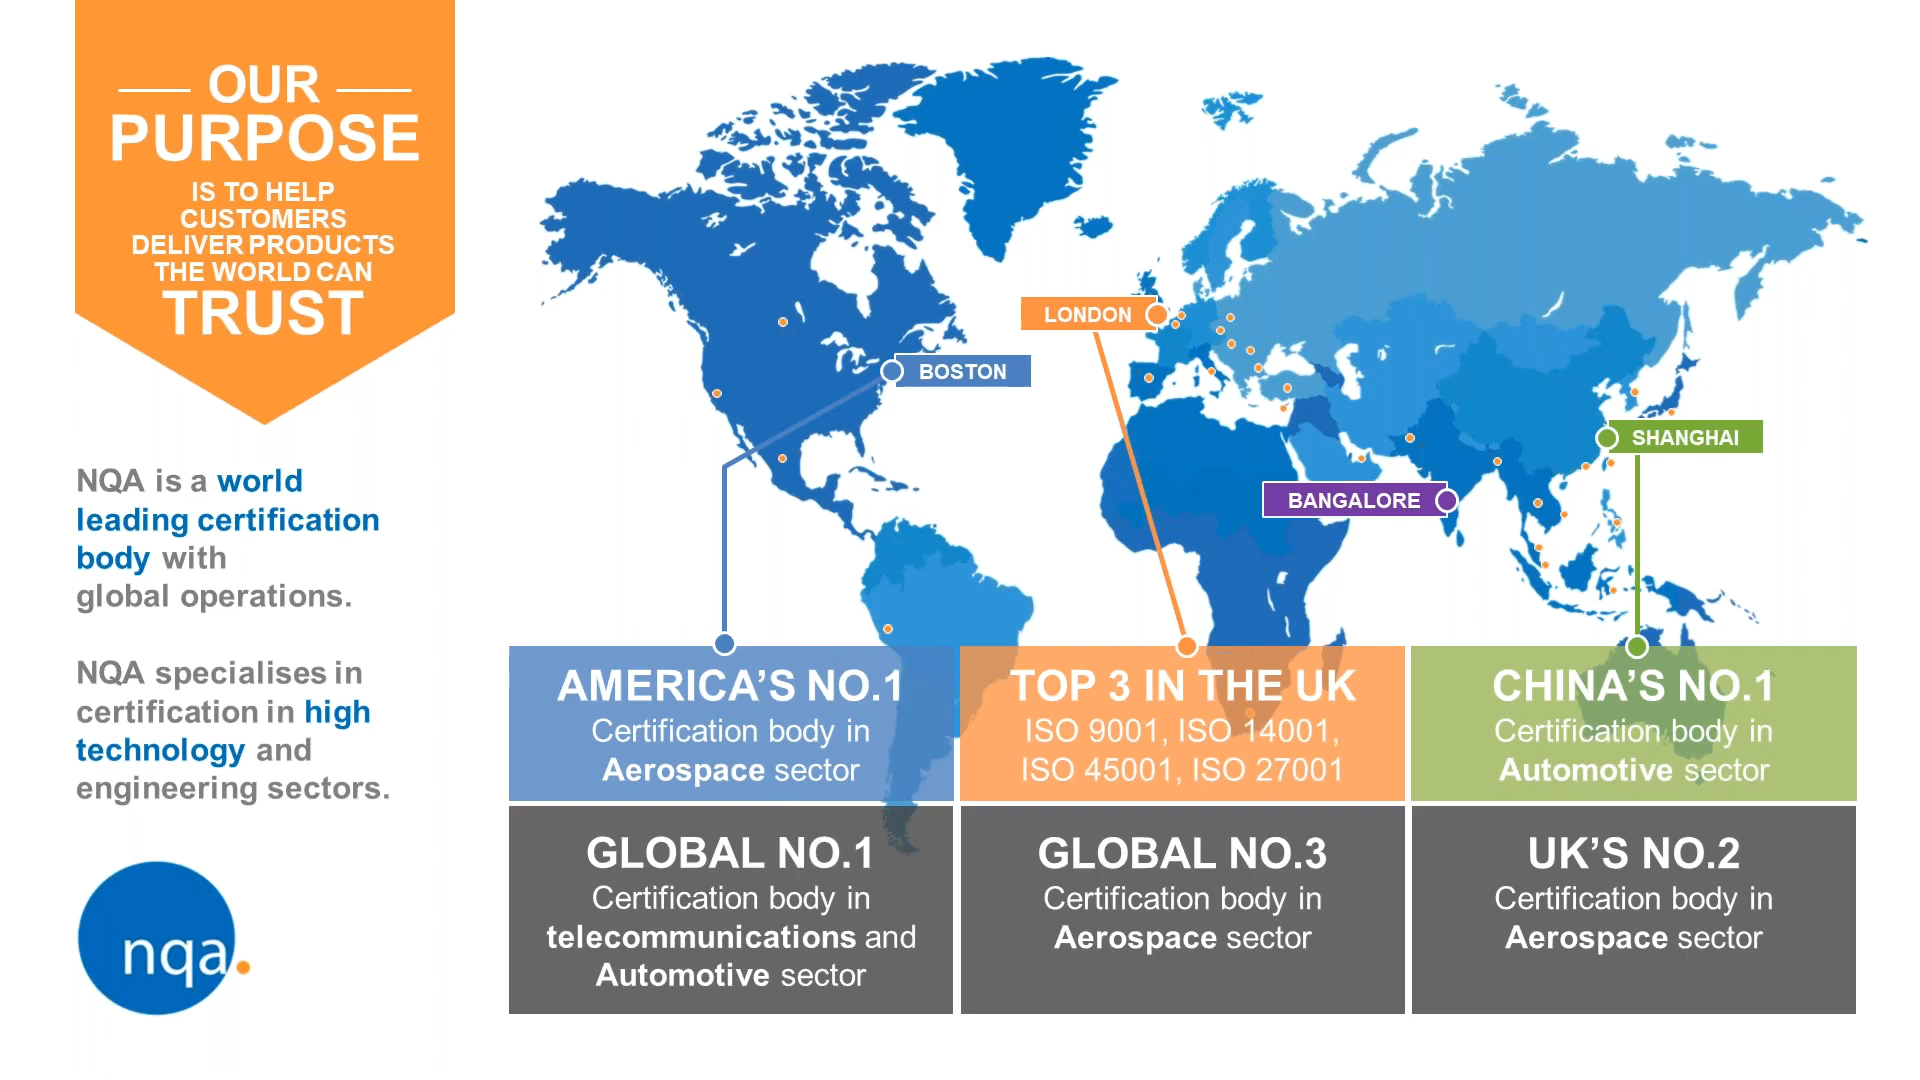 OUR
PURPOSE
IS TO HELP
CUSTOMERS
DELIVER PRODUCTS
THE WORLD CAN
TRUST
NQA is a world
leading certification
body with
global operations.
NQA specialises in
certification in high
technology and
engineering sectors.
nqa.
LONDON
BOSTON
SHANGHAI
BANGALORE
AMERICA’S NO.1
Certification body in
Aerospace sector
TOP 3 IN THE UK
ISO 9001, ISO 14001,
ISO 45001, ISO 27001
CHINA’S NO.1
Certification body in
Automotive sector
GLOBAL NO.1
Certification body in
telecommunications and
Automotive sector
GLOBAL NO.3
Certification body in
Aerospace sector
UK’S NO.2
Certification body in
Aerospace sector